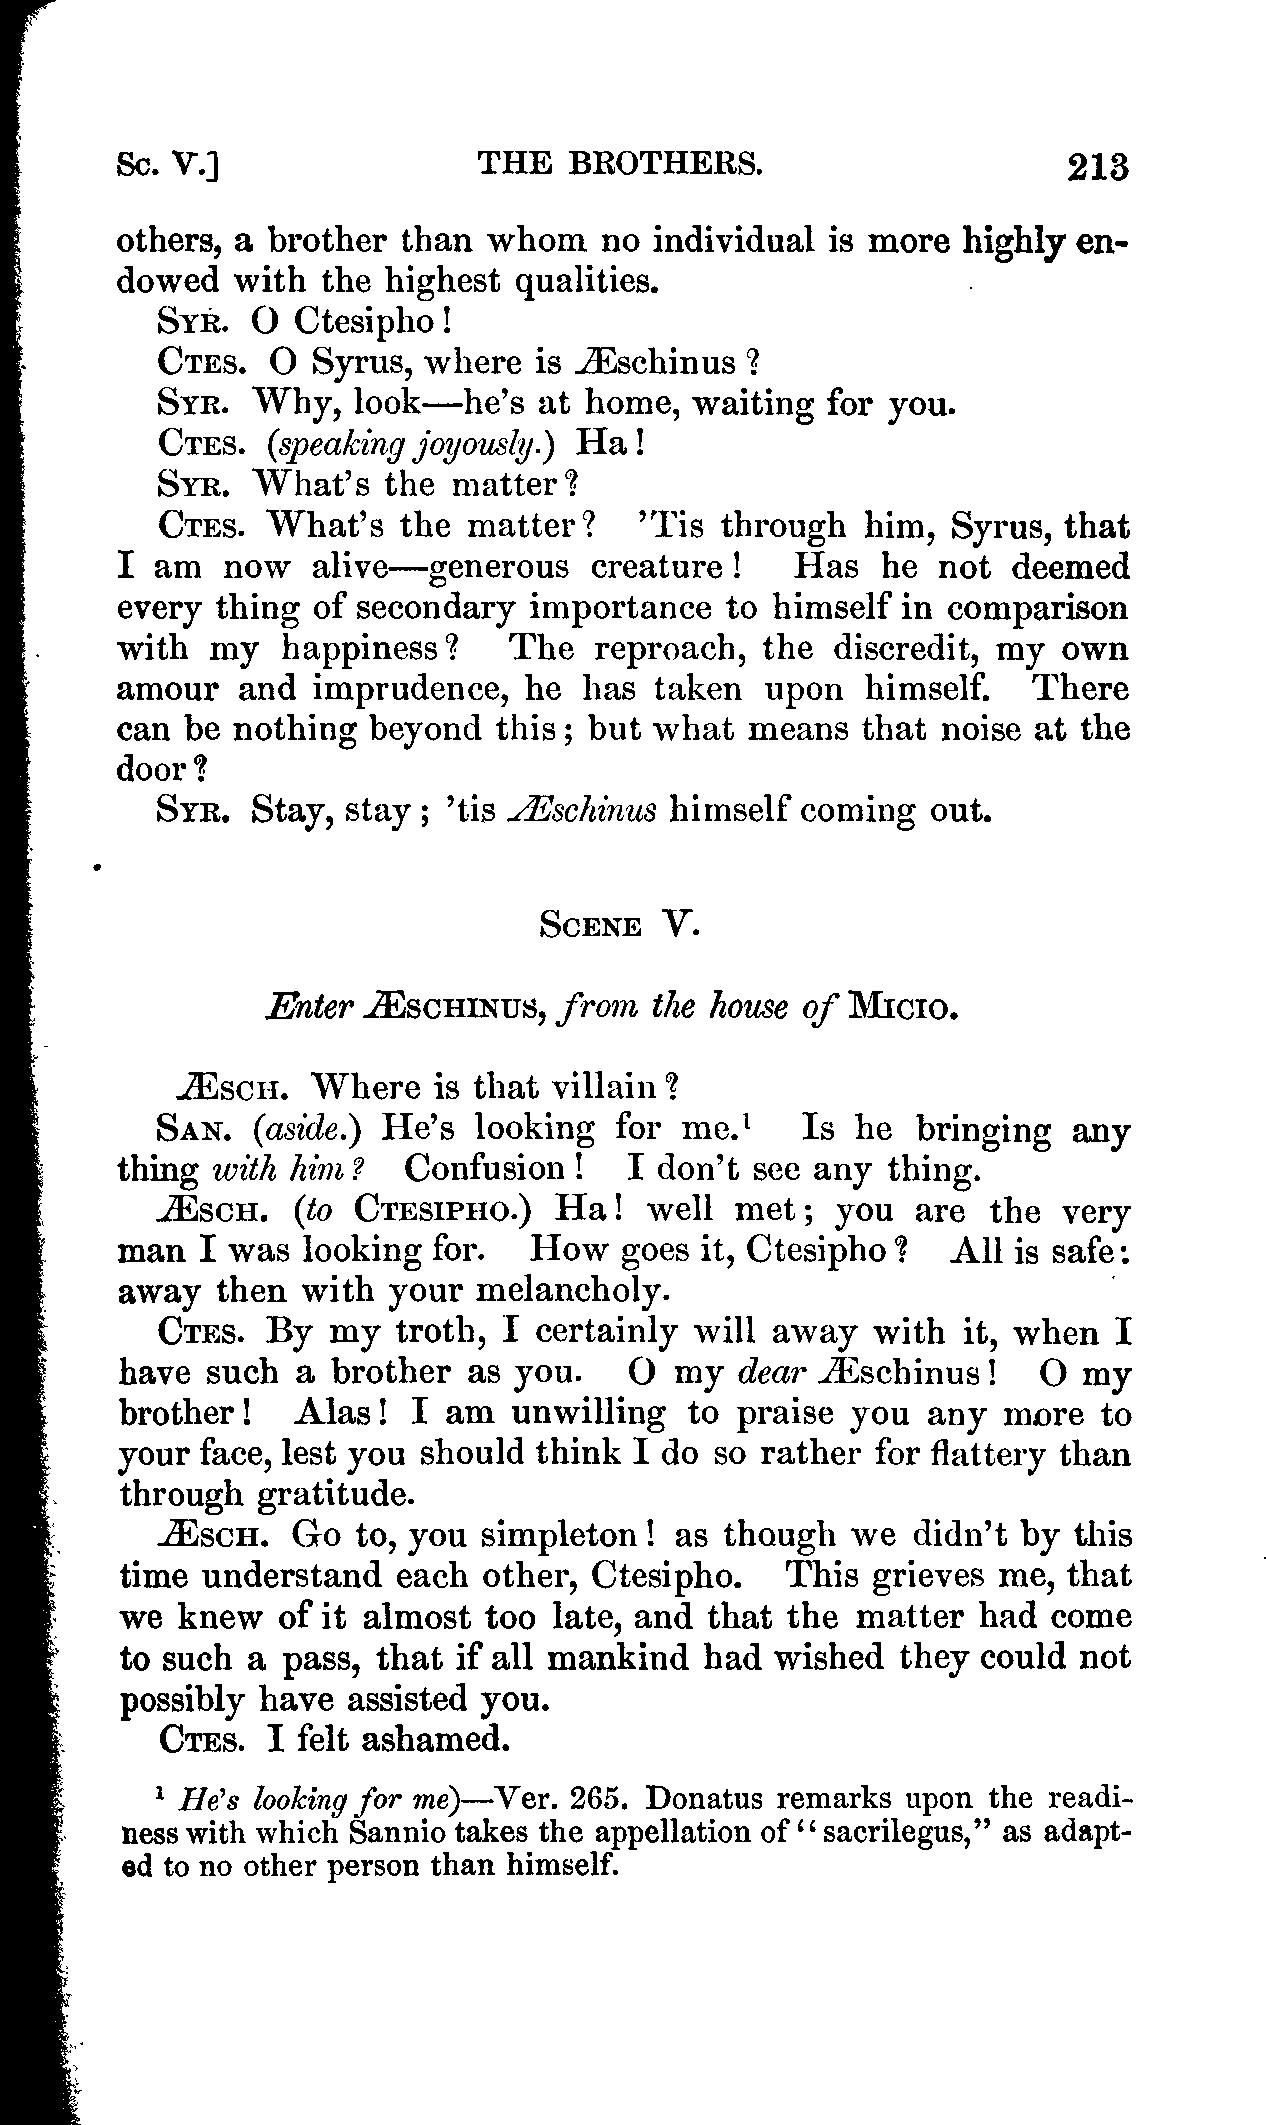 Sc. V.] THE BROTHERS. 213
others, a brother than whom no individual is more highly en-
dowed with the highest qualities.
SYR. O Ctesipho!
CTES. O Syrus, where is Æschinus?
SYR. Why, look—he's at home, waiting for you.
CTES. (speaking joyously.) Ha!
SYR. What's the matter?
CTES. What's the matter? 'Tis through him, Syrus, that
I am now alive—generous creature! Has he not deemed
every thing of secondary importance to himself in comparison
with my happiness? The reproach, the discredit, my own
amour and imprudence, he has taken upon himself. There
can be nothing beyond this; but what means that noise at the
door?
SYR. Stay, stay; 'tis Æschinus himself coming out.
SCENE V.
Enter ÆSCHINUS, from the house of MICIO.
ÆSCH. Where is that villain?
SAN. (aside.) He's looking for me.¹ Is he bringing any
thing with him? Confusion! I don't see any thing.
ÆSCH. (to CTESIPHO.) Ha! well met; you are the very
man I was looking for. How goes it, Ctesipho? All is safe:
away then with your melancholy.
CTES. By my troth, I certainly will away with it, when I
have such a brother as you. O my dear Æschinus! O my
brother! Alas! I am unwilling to praise you any more to
your face, lest you should think I do so rather for flattery than
through gratitude.
ÆSCH. Go to, you simpleton! as though we didn't by this
time understand each other, Ctesipho. This grieves me, that
we knew of it almost too late, and that the matter had come
to such a pass, that if all mankind had wished they could not
possibly have assisted you.
CTES. I felt ashamed.
¹ He's looking for me)—Ver. 265. Donatus remarks upon the readi-
ness with which Sannio takes the appellation of "sacrilegus," as adapt-
ed to no other person than himself.